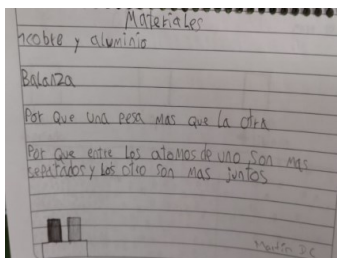 Materiales
cobre y aluminio
Balanza
Por Que una pesa mas que la otra
Por que entre los atomos de uno son mas
separados y los otro son mas juntos
Martin D.C